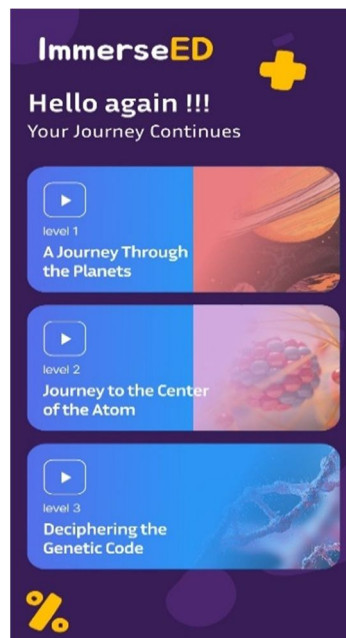 ImmerseED
Hello again !!!
Your Journey Continues
level 1
A Journey Through
the Planets
level 2
Journey to the Center
of the Atom
level 3
Deciphering the
Genetic Code
%